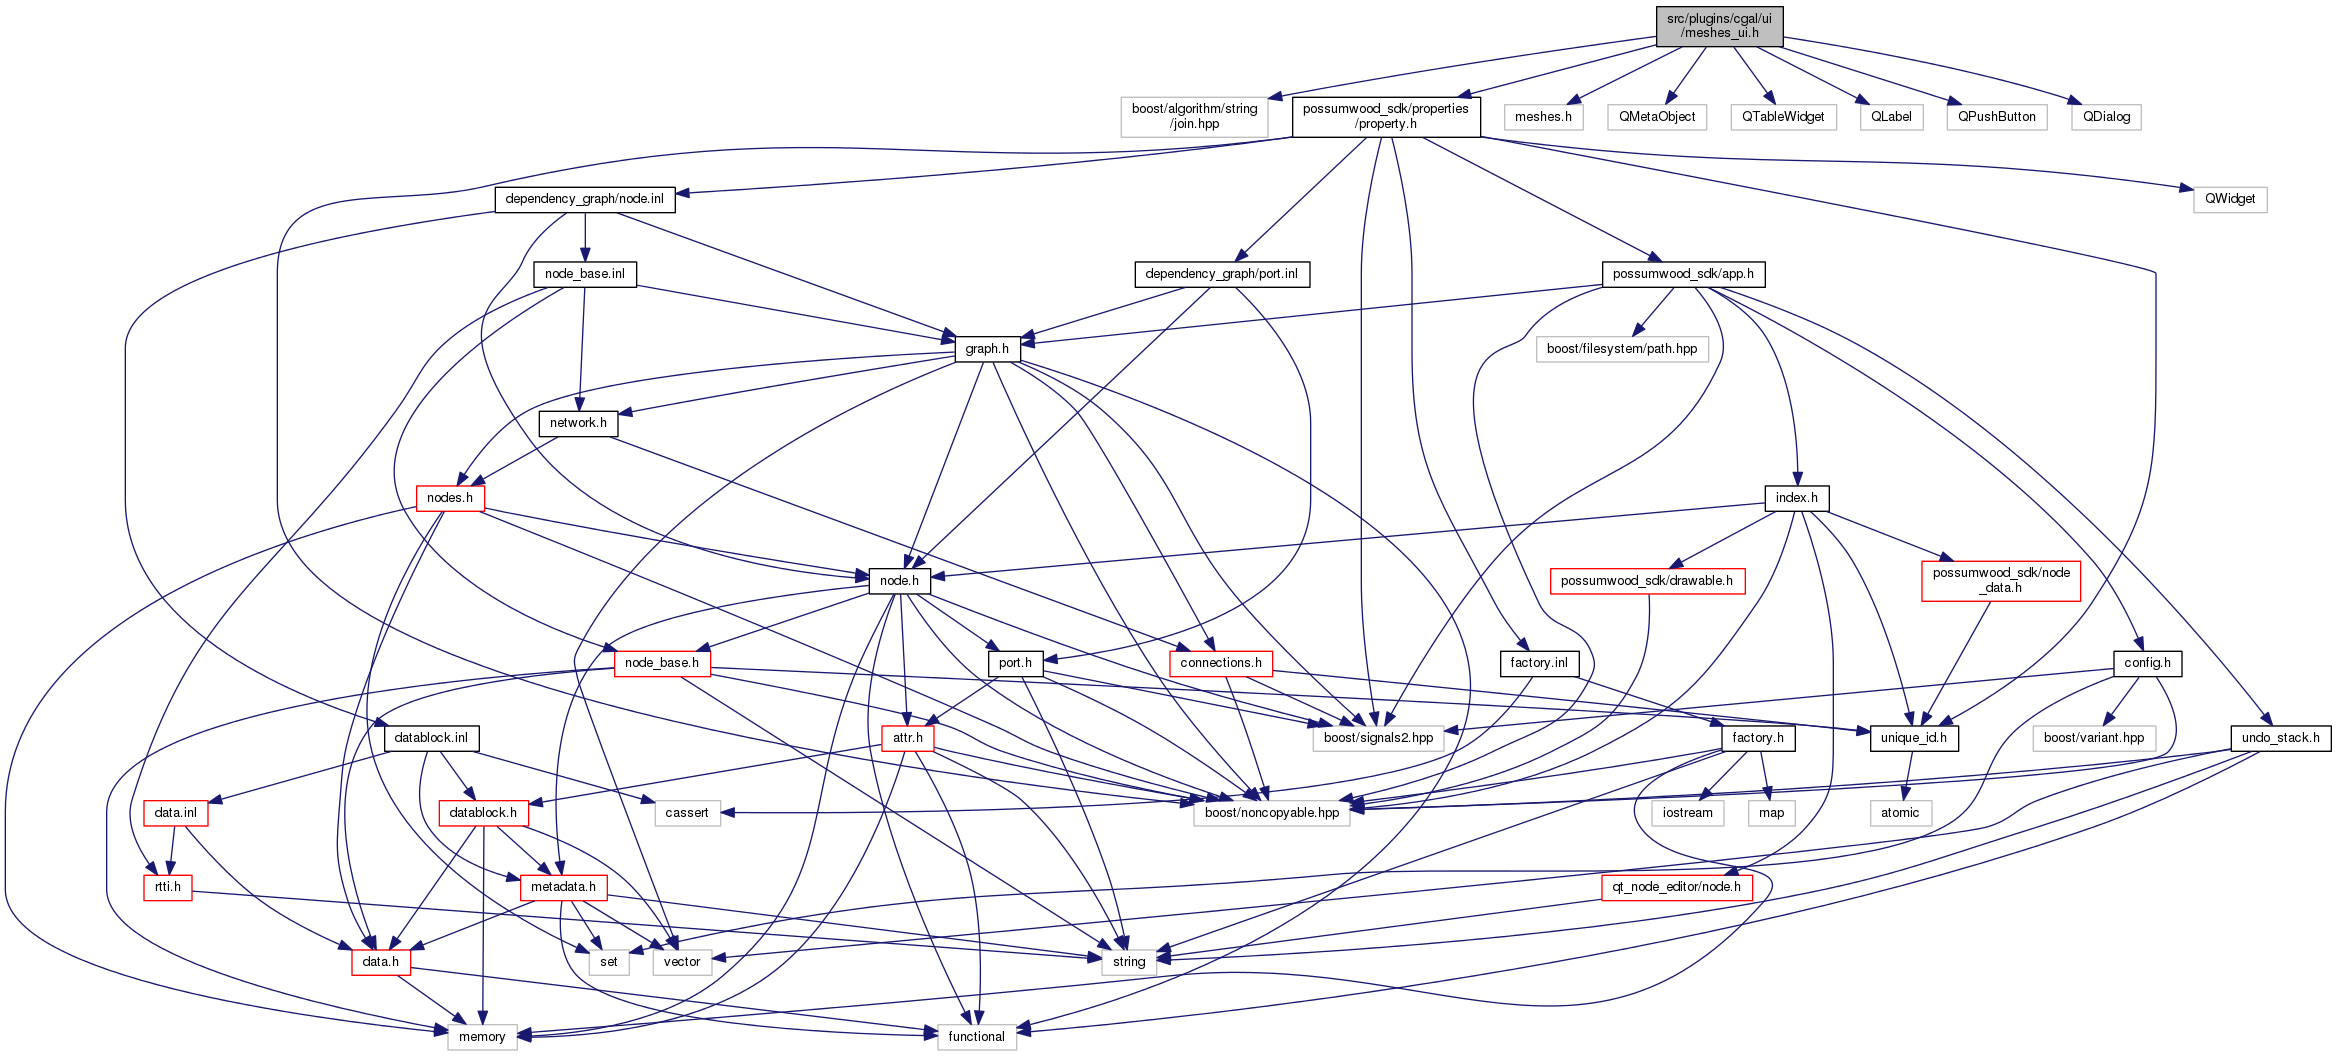 src/plugins/cgal/ui
/meshes_ui.h
boost/algorithm/string
/join.hpp
possumwood_sdk/properties
/property.h
meshes.h
QMetaObject
QTableWidget
QLabel
QPushButton
QDialog
dependency_graph/node.inl
QWidget
node_base.inl
dependency_graph/port.inl
possumwood_sdk/app.h
graph.h
boost/filesystem/path.hpp
network.h
nodes.h
index.h
node.h
possumwood_sdk/drawable.h
possumwood_sdk/node
_data.h
node_base.h
port.h
connections.h
factory.inl
config.h
datablock.inl
attr.h
boost/signals2.hpp
factory.h
unique_id.h
boost/variant.hpp
undo_stack.h
data.inl
datablock.h
cassert
boost/noncopyable.hpp
iostream
map
atomic
rtti.h
metadata.h
qt_node_editor/node.h
data.h
set
vector
string
memory
functional